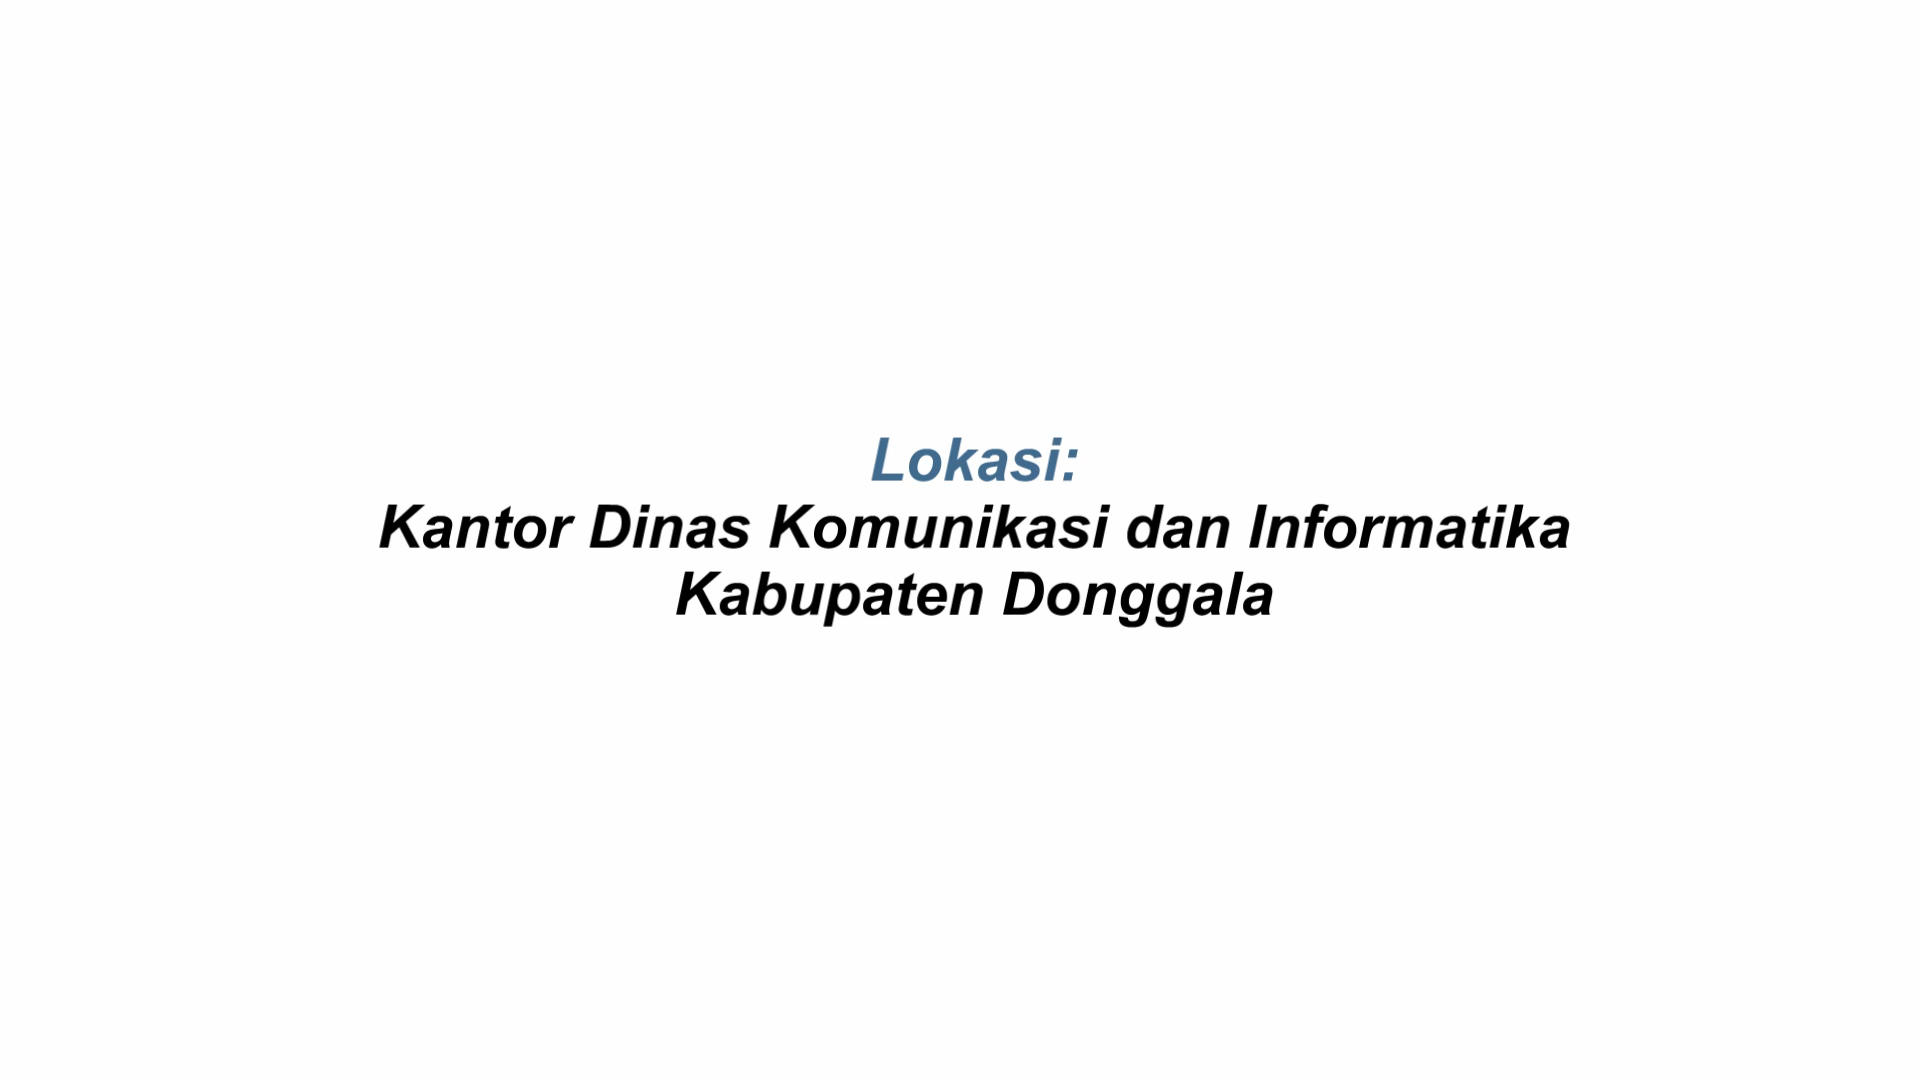 Lokasi:
Kantor Dinas Komunikasi dan Informatika
Kabupaten Donggala